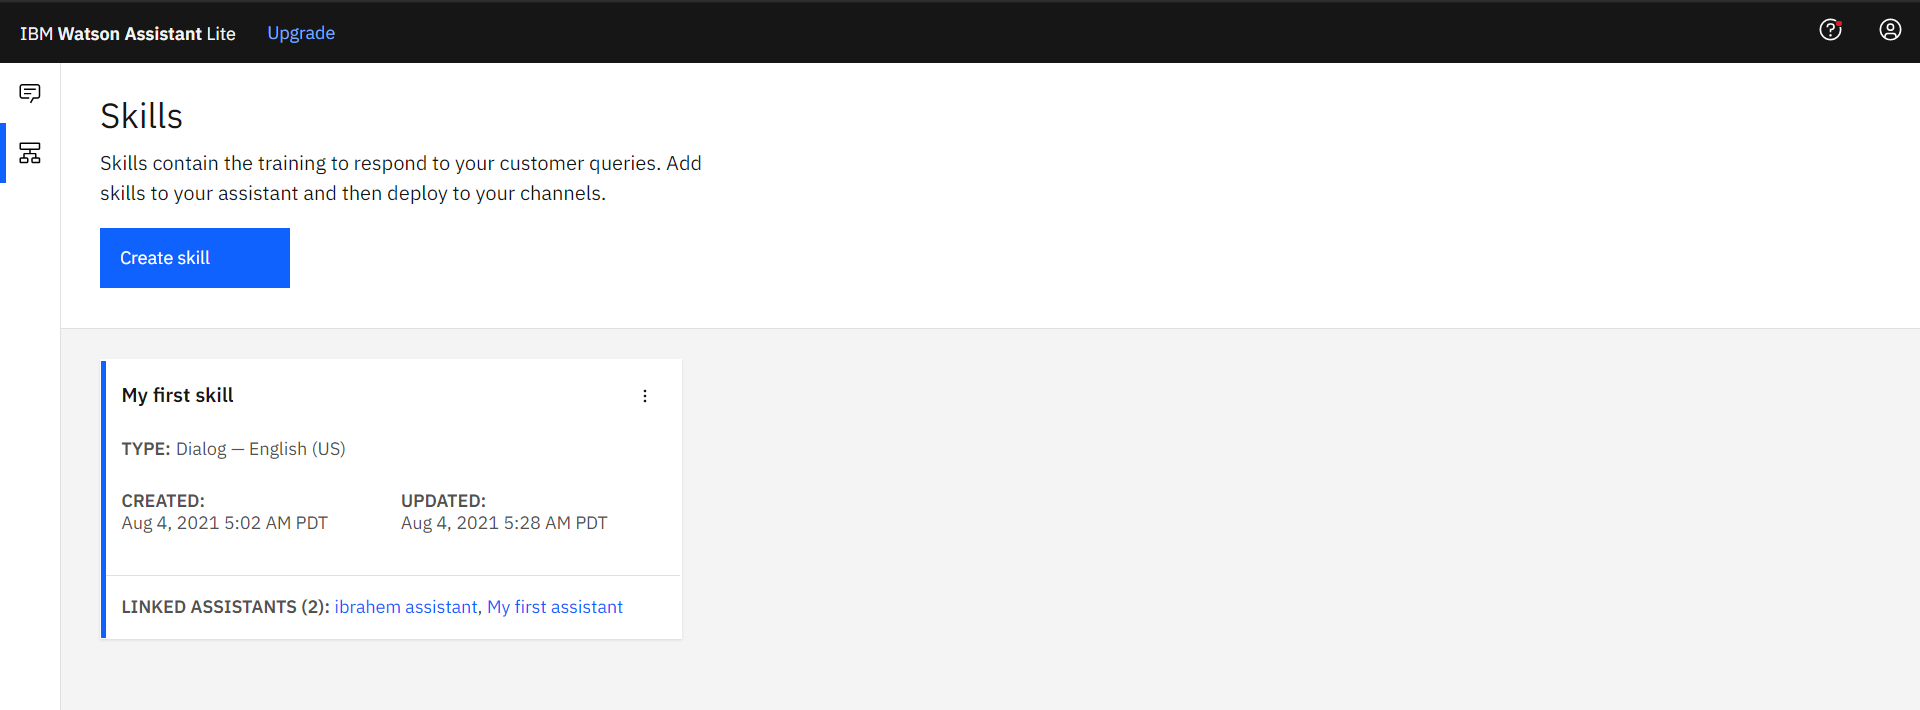 IBM Watson Assistant Lite Upgrade
Skills
Skills contain the training to respond to your customer queries. Add
skills to your assistant and then deploy to your channels.
Create skill
My first skill
TYPE: Dialog — English (US)
CREATED: UPDATED:
Aug 4, 2021 5:02 AM PDT Aug 4, 2021 5:28 AM PDT
LINKED ASSISTANTS (2): ibrahem assistant, My first assistant